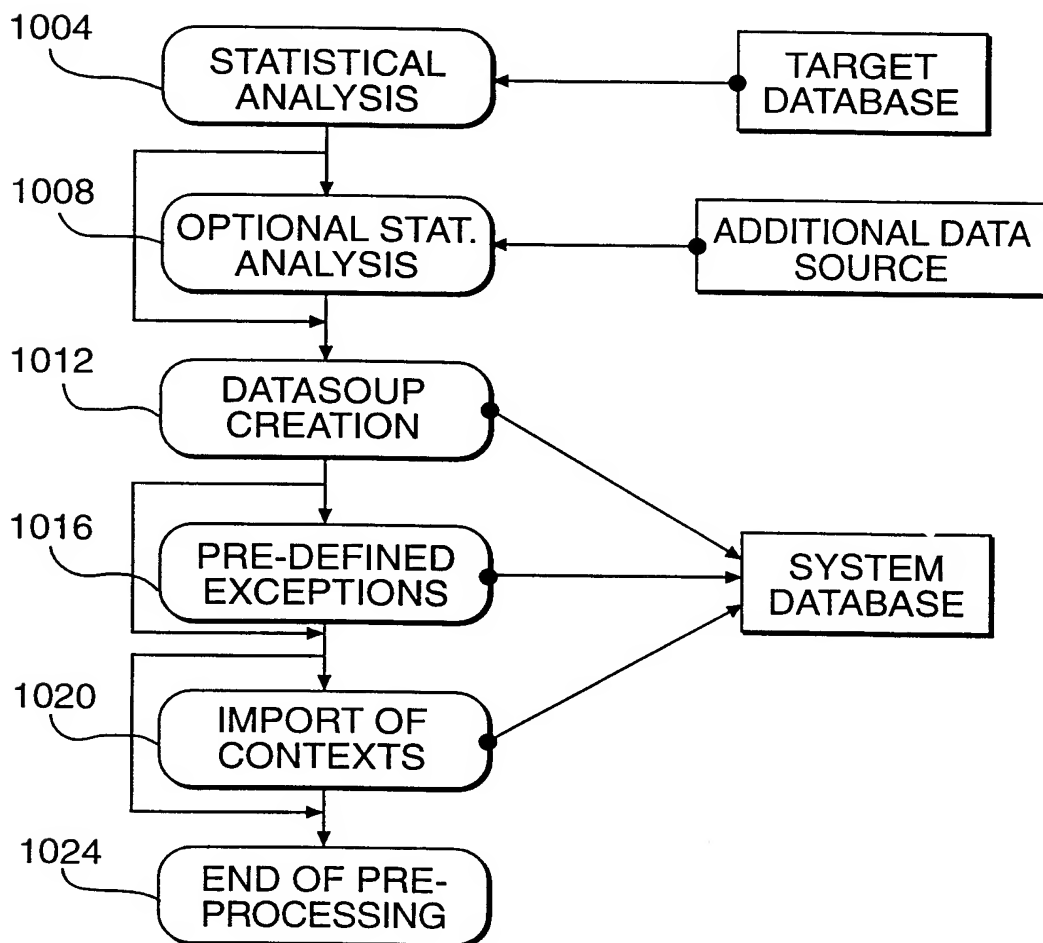 1004
STATISTICAL
ANALYSIS
TARGET
DATABASE
1008
OPTIONAL STAT.
ANALYSIS
ADDITIONAL DATA
SOURCE
1012
DATASOUP
CREATION
1016
PRE-DEFINED
EXCEPTIONS
SYSTEM
DATABASE
1020
IMPORT OF
CONTEXTS
1024
END OF PRE-
PROCESSING